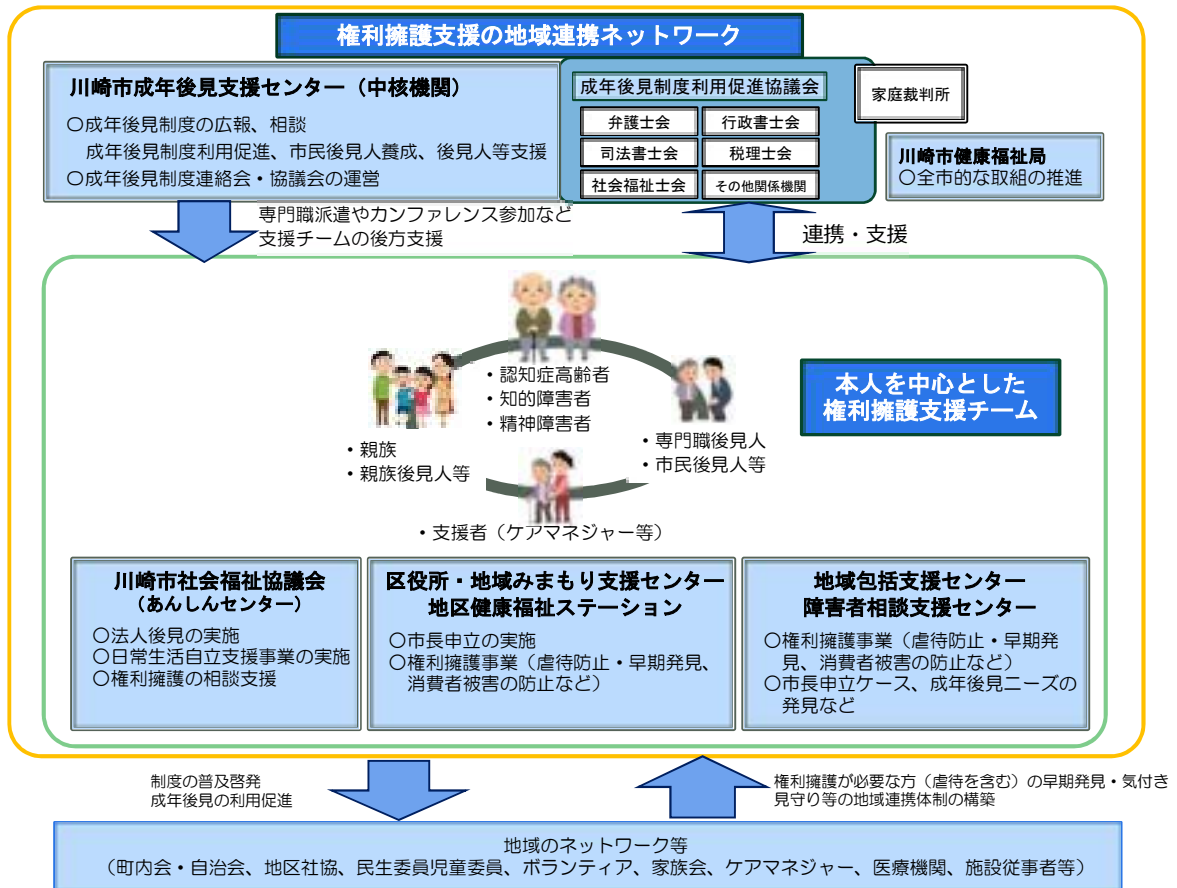 権利擁護支援の地域連携ネットワーク
川崎市成年後見支援センター（中核機関）
○成年後見制度の広報、相談
成年後見制度利用促進、市民後見人養成、後見人等支援
○成年後見制度連絡会・協議会の運営
成年後見制度利用促進協議会
弁護士会
行政書士会
司法書士会
税理士会
社会福祉士会
その他関係機関
家庭裁判所
川崎市健康福祉局
○全市的な取組の推進
専門職派遣やカンファレンス参加など
支援チームの後方支援
連携・支援
・認知症高齢者
・知的障害者
・精神障害者
・親族
・親族後見人等
・専門職後見人
・市民後見人等
・支援者（ケアマネジャー等）
本人を中心とした
権利擁護支援チーム
川崎市社会福祉協議会
（あんしんセンター）
○法人後見の実施
○日常生活自立支援事業の実施
○権利擁護の相談支援
区役所・地域みまもり支援センター
地区健康福祉ステーション
○市長申立の実施
○権利擁護事業（虐待防止・早期発見、
消費者被害の防止など）
地域包括支援センター
障害者相談支援センター
○権利擁護事業（虐待防止・早期発
見、消費者被害の防止など）
○市長申立ケース、成年後見ニーズの
発見など
制度の普及啓発
成年後見の利用促進
権利擁護が必要な方（虐待を含む）の早期発見・気付き
見守り等の地域連携体制の構築
地域のネットワーク等
（町内会・自治会、地区社協、民生委員児童委員、ボランティア、家族会、ケアマネジャー、医療機関、施設従事者等）